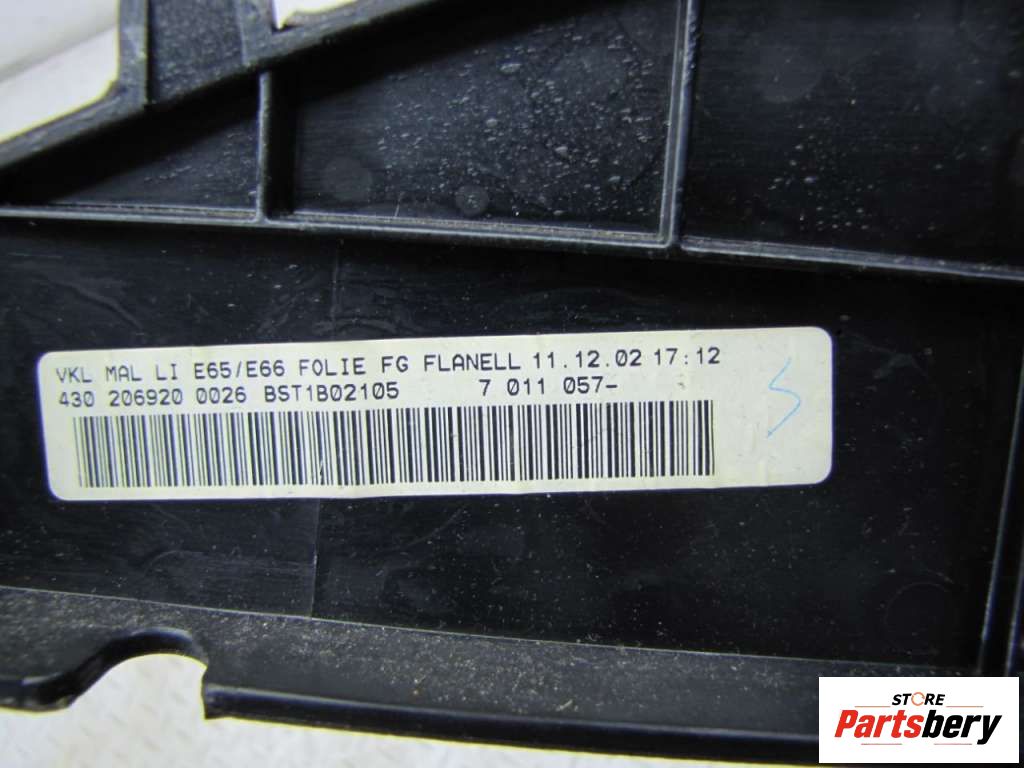 VKL MAL LI E65/E66 FOLIE FG FLANELL 11.12.02 17:12
430 206920 0026 BST1B02105 7 011 057-
STORE
Partsbery